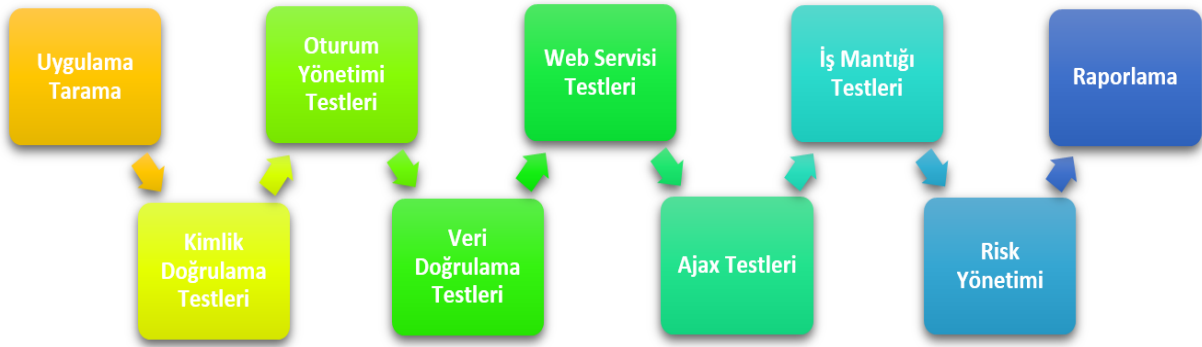 Uygulama
Tarama
Kimlik
Doğrulama
Testleri
Oturum
Yönetimi
Testleri
Veri
Doğrulama
Testleri
Web Servisi
Testleri
Ajax Testleri
İş Mantığı
Testleri
Risk
Yönetimi
Raporlama